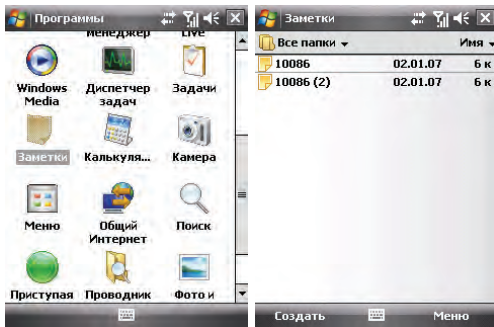 Программы
менеджер Live
Windows Media
Диспетчер задач
Задачи
Заметки
Калькуля...
Камера
Меню
Общий Интернет
Поиск
Приступая
Проводник
Фото и
Заметки
Все папки
Имя
10086 02.01.07 6 к
10086 (2) 02.01.07 6 к
Создать
Меню